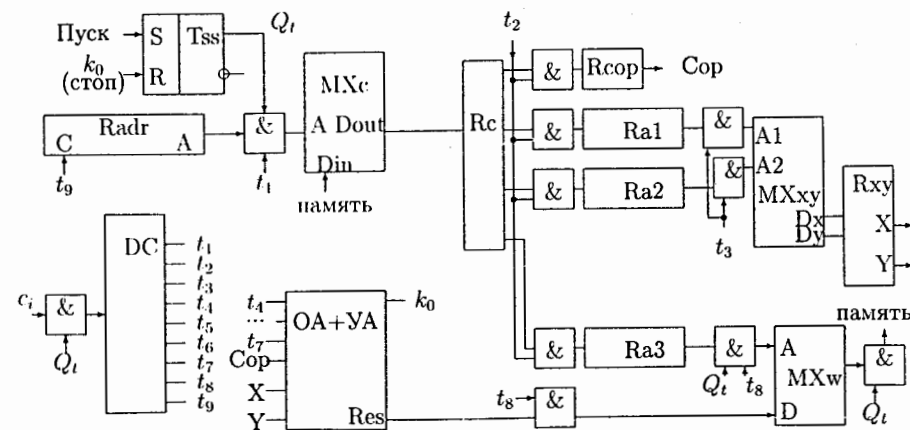 Пуск
S Tss
Q_t
k_0
(стоп)
R
Radr
C A
t_9
&
t_1
MXc
A Dout
Din
память
Rc
t_2
& Rcop Cop
& Ra1 &
& Ra2 &
t_3
A1
A2
MXxy
Dx
Dy
Rxy
X
Y
DC
t_1
t_2
t_3
t_4
t_5
t_6
t_7
t_8
t_9
c_i
&
Q_t
t_4
...
t_7
Cop
X
Y
ОА+УА
Res
k_0
& Ra3 &
Q_t t_8
t_8 &
A
MXw
D
память
&
Q_t